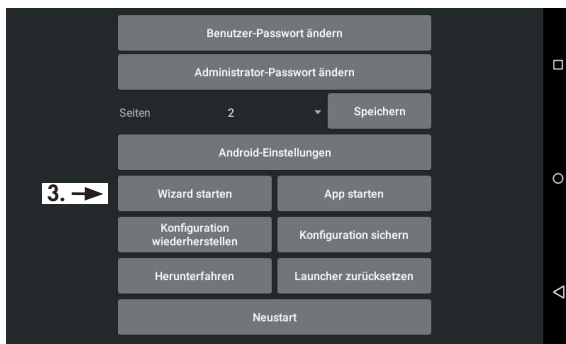 Benutzer-Passwort ändern
Administrator-Passwort ändern
Seiten 2 Speichern
Android-Einstellungen
3. Wizard starten App starten
Konfiguration
wiederherstellen
Konfiguration sichern
Herunterfahren Launcher zurücksetzen
Neustart